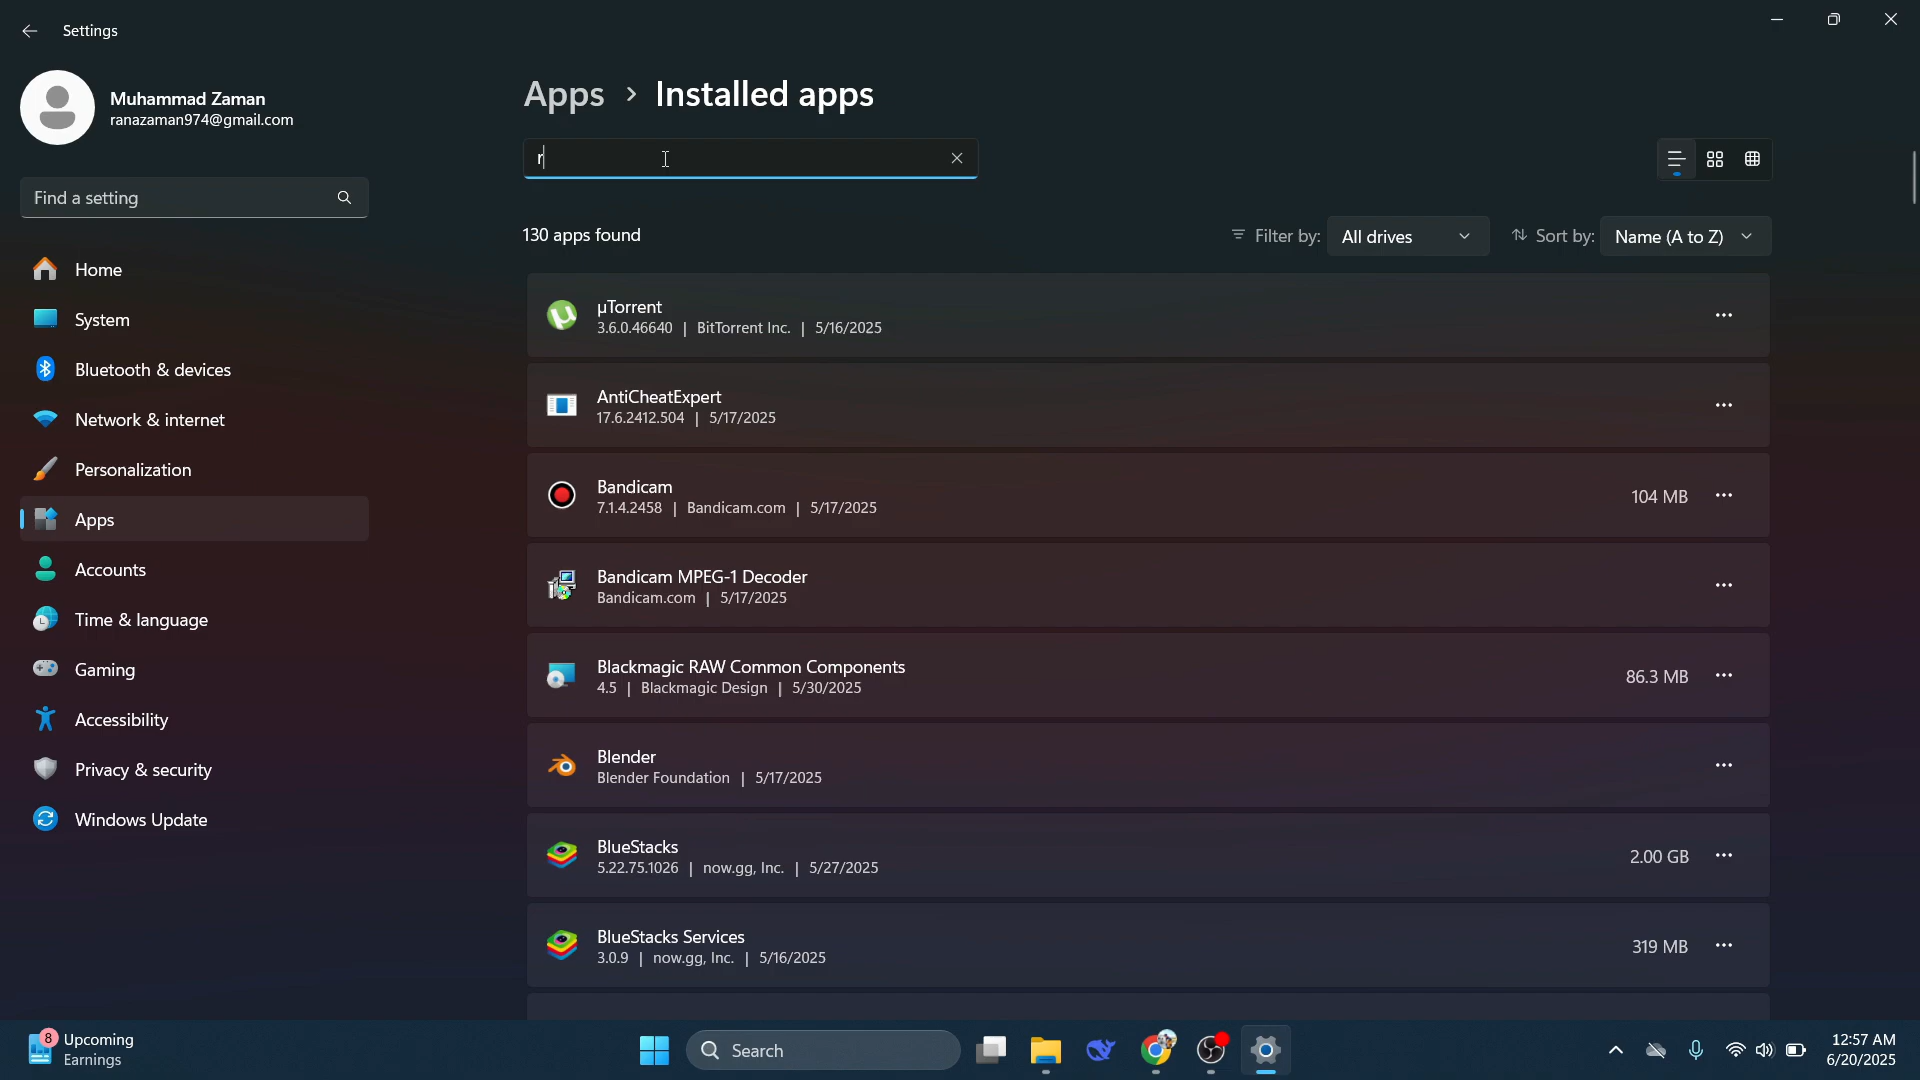 Settings
Muhammad Zaman
ranazaman974@gmail.com
Find a setting
Home
System
Bluetooth & devices
Network & internet
Personalization
Apps
Accounts
Time & language
Gaming
Accessibility
Privacy & security
Windows Update
Apps > Installed apps
r
130 apps found
Filter by: All drives
Sort by: Name (A to Z)
µTorrent
3.6.0.46640 | BitTorrent Inc. | 5/16/2025
AntiCheatExpert
17.6.2412.504 | 5/17/2025
Bandicam
7.1.4.2458 | Bandicam.com | 5/17/2025
104 MB
Bandicam MPEG-1 Decoder
Bandicam.com | 5/17/2025
Blackmagic RAW Common Components
4.5 | Blackmagic Design | 5/30/2025
86.3 MB
Blender
Blender Foundation | 5/17/2025
BlueStacks
5.22.75.1026 | now.gg, Inc. | 5/27/2025
2.00 GB
BlueStacks Services
3.0.9 | now.gg, Inc. | 5/16/2025
319 MB
8
Upcoming
Earnings
Search
12:57 AM
6/20/2025